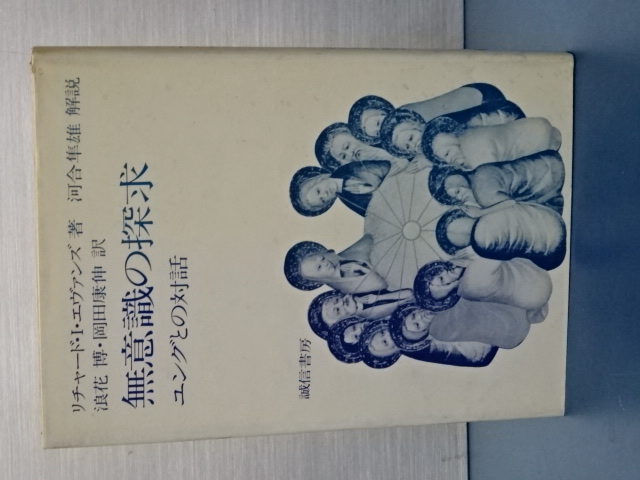 リチャード・I・エヴァンズ 著 河合隼雄 解説
浪花 博・岡田康伸 訳
無意識の探求
ユングとの対話
誠信書房